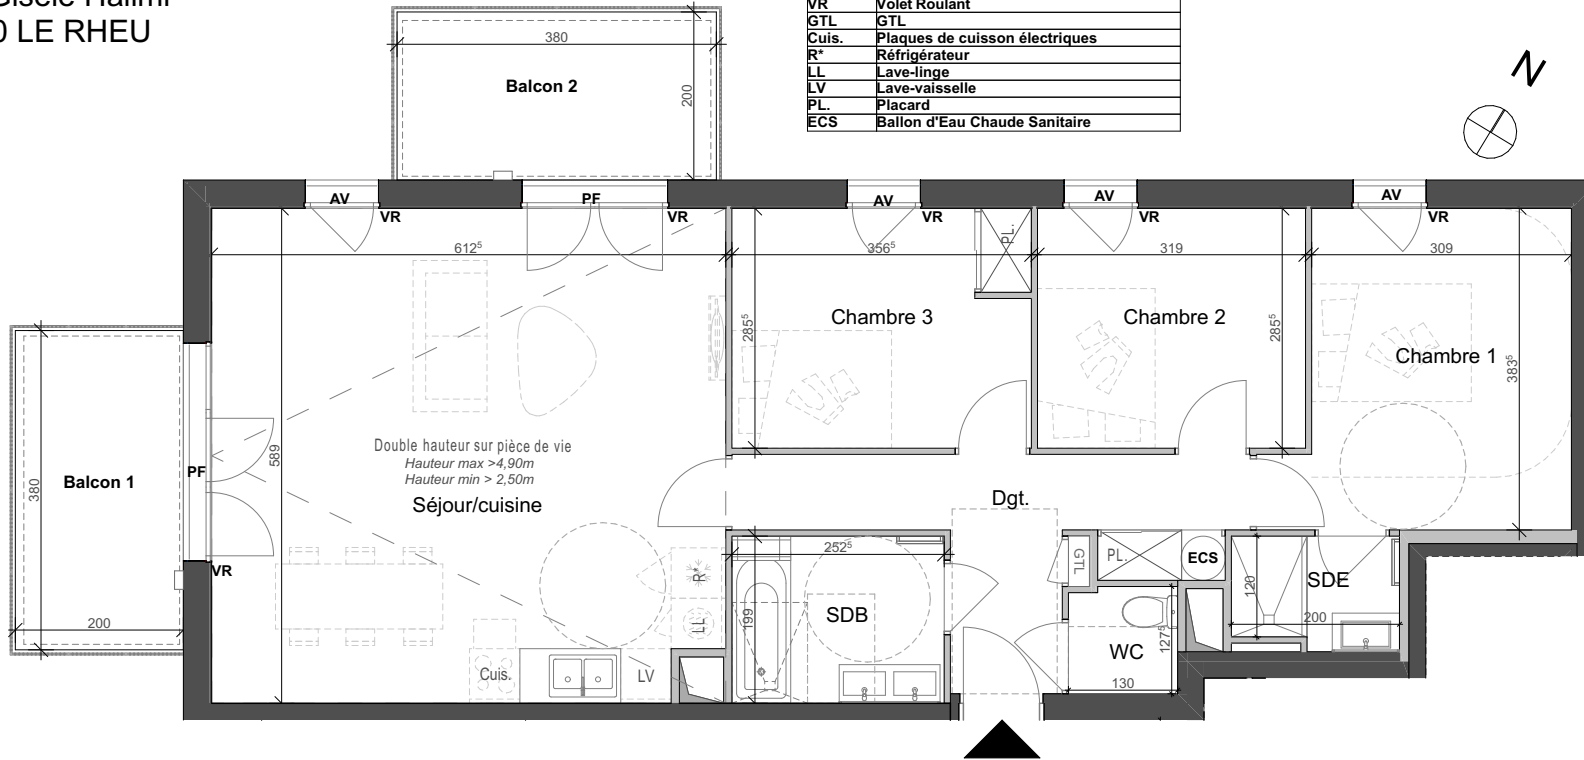 0 LE RHEU
VR Volet Roulant
GTL GTL
Cuis. Plaques de cuisson électriques
R* Réfrigérateur
LL Lave-linge
LV Lave-vaisselle
PL. Placard
ECS Ballon d'Eau Chaude Sanitaire
N
380
Balcon 2
200
AV
VR
PF
VR
AV
VR
AV
VR
AV
VR
PL.
612⁵
356⁵
319
309
Chambre 3
285⁵
Chambre 2
285⁵
Chambre 1
383⁵
Double hauteur sur pièce de vie
Hauteur max >4,90m
Hauteur min > 2,50m
Séjour/cuisine
589
PF
VR
Balcon 1
380
200
Dgt.
252⁵
199
SDB
R*
LL
Cuis.
LV
GTL
PL.
ECS
WC
127⁵
130
SDE
120
200